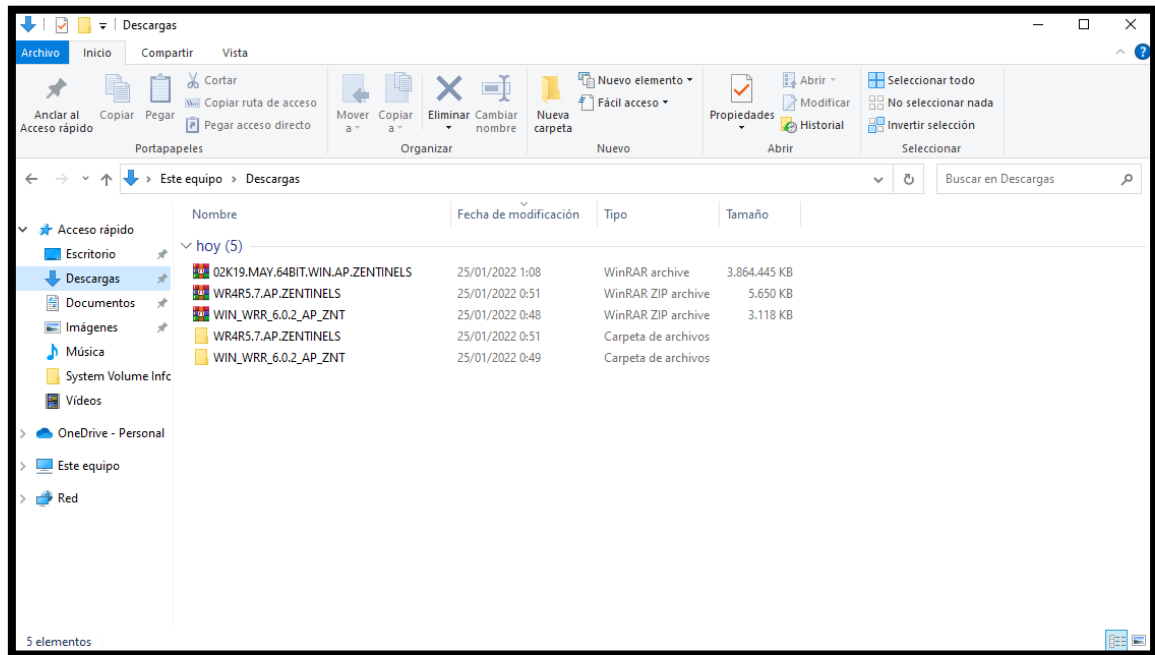 Descargas
Archivo Inicio Compartir Vista
Anclar al Acceso rápido
Copiar
Pegar
Cortar
Copiar ruta de acceso
Pegar acceso directo
Portapapeles
Mover a
Copiar a
Eliminar
Cambiar nombre
Organizar
Nueva carpeta
Nuevo elemento
Fácil acceso
Nuevo
Propiedades
Abrir
Modificar
Historial
Abrir
Seleccionar todo
No seleccionar nada
Invertir selección
Seleccionar
Este equipo > Descargas
Buscar en Descargas
Acceso rápido
Escritorio
Descargas
Documentos
Imágenes
Música
System Volume Infc
Vídeos
OneDrive - Personal
Este equipo
Red
Nombre Fecha de modificación Tipo Tamaño
hoy (5)
02K19.MAY.64BIT.WIN.AP.ZENTINELS 25/01/2022 1:08 WinRAR archive 3.864.445 KB
WR4R5.7.AP.ZENTINELS 25/01/2022 0:51 WinRAR ZIP archive 5.650 KB
WIN_WRR_6.0.2_AP_ZNT 25/01/2022 0:48 WinRAR ZIP archive 3.118 KB
WR4R5.7.AP.ZENTINELS 25/01/2022 0:51 Carpeta de archivos
WIN_WRR_6.0.2_AP_ZNT 25/01/2022 0:49 Carpeta de archivos
5 elementos